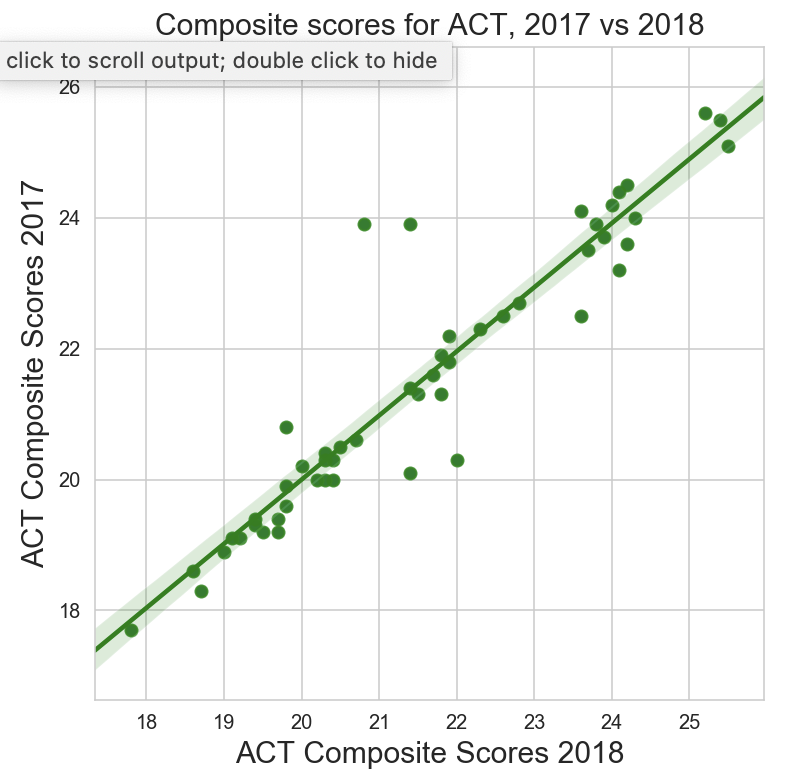 Composite scores for ACT, 2017 vs 2018
click to scroll output; double click to hide
26
24
22
20
18
ACT Composite Scores 2017
18 19 20 21 22 23 24 25
ACT Composite Scores 2018